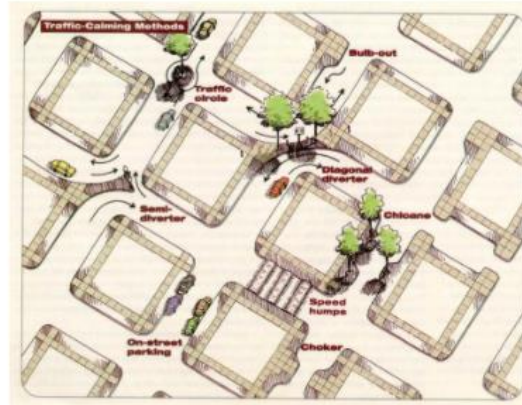 Traffic-Calming Methods
Bulb-out
Traffic
circle
Diagonal
diverter
Chicane
Semi-
diverter
Speed
humps
On-street
parking
Choker